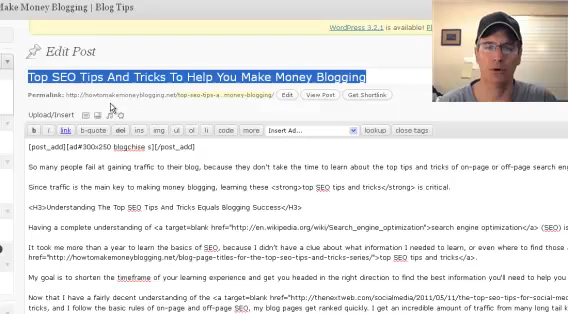 Make Money Blogging | Blog Tips
WordPress 3.2.1 is available! Pl
Edit Post
Top SEO Tips And Tricks To Help You Make Money Blogging
Permalink: http://howtomakemoneyblogging.net/top-seo-tips-a…money-blogging/ Edit View Post Get Shortlink
Upload/Insert
b i link b-quote del ins img ul ol li code more Insert Ad... lookup close tags
[post_add][ad#300x250 blogchise s][/post_add]
So many people fail at gaining traffic to their blog, because they don't take the time to learn about the top tips and tricks of on-page or off-page search eng
Since traffic is the main key to making money blogging, learning these <strong>top SEO tips and tricks</strong> is critical.
<H3>Understanding The Top SEO Tips And Tricks Equals Blogging Success</H3>
Having a complete understanding of <a target=blank href="http://en.wikipedia.org/wiki/Search_engine_optimization">search engine optimization</a> (SEO) is
It took me more than a year to learn the basics of SEO, because I didn't have a clue about what information I needed to learn, or even where to find those
href="http://howtomakemoneyblogging.net/blog-page-titles-for-the-top-seo-tips-and-tricks-series/">top SEO tips and tricks</a>.
My goal is to shorten the timeframe of your learning experience and get you headed in the right direction to find the best information you'll need to help you
Now that I have a fairly decent understanding of the <a target=blank href="http://thenextweb.com/socialmedia/2011/05/11/the-top-seo-tips-for-social-med
tricks, and I follow the basic rules of on-page and off-page SEO, my blog pages get ranked quickly. I get an incredible amount of traffic from many long tail k